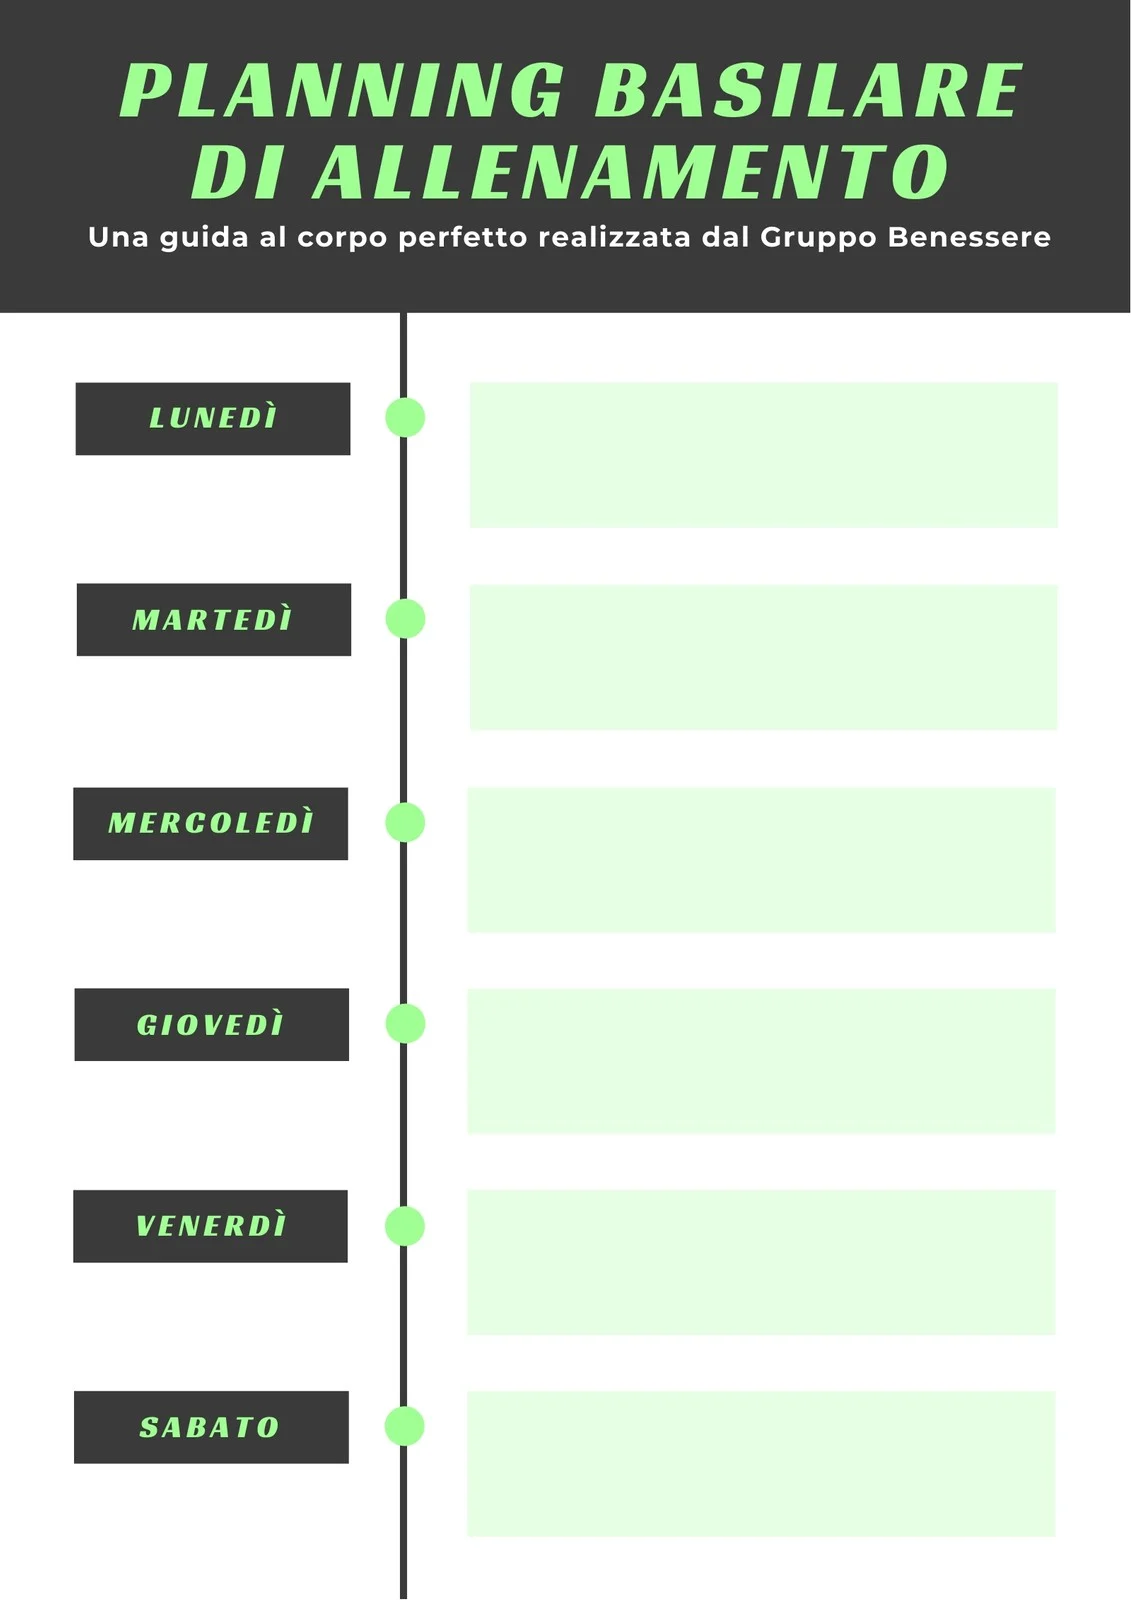 PLANNING BASILARE
DI ALLENAMENTO
Una guida al corpo perfetto realizzata dal Gruppo Benessere
LUNEDÌ
MARTEDÌ
MERCOLEDÌ
GIOVEDÌ
VENERDÌ
SABATO